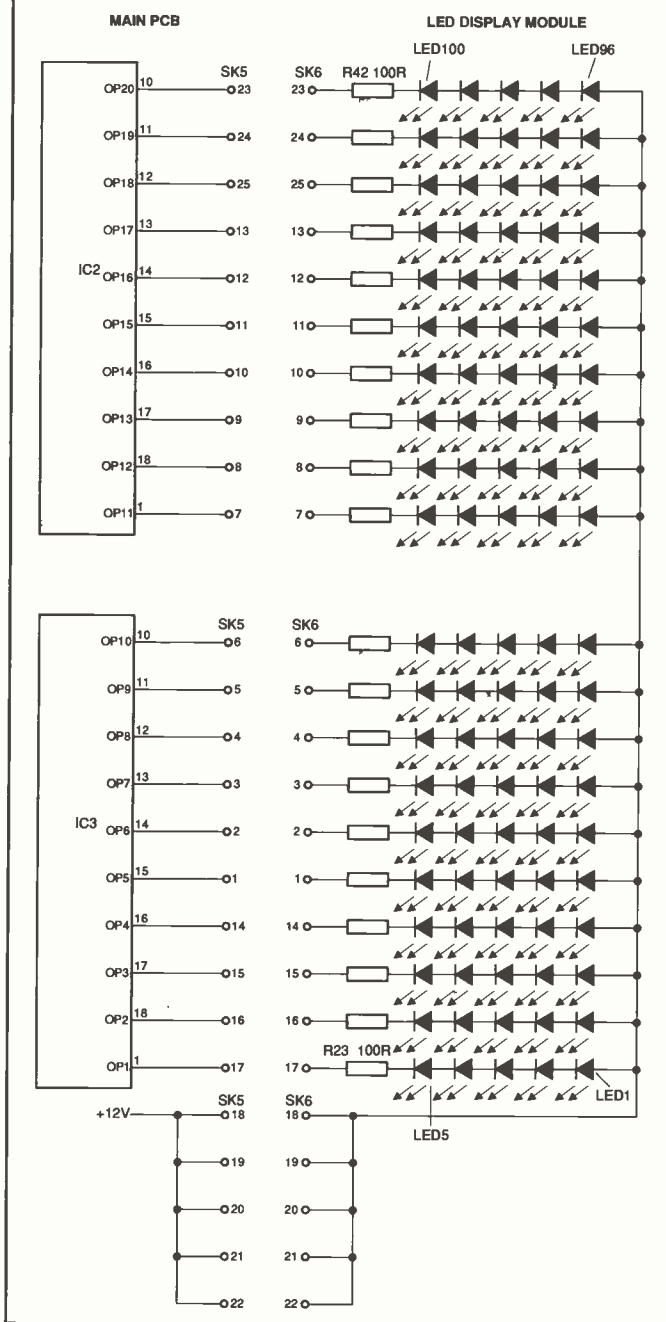 MAIN PCB LED DISPLAY MODULE
LED100 LED96
SK5 SK6 R42 100R
OP20 10 23 23
OP19 11 24 24
OP18 12 25 25
OP17 13 13 13
IC2
OP16 14 12 12
OP15 15 11 11
OP14 16 10 10
OP13 17 9 9
OP12 18 8 8
OP11 1 7 7
SK5 SK6
OP10 10 6 6
OP9 11 5 5
OP8 12 4 4
OP7 13 3 3
IC3
OP6 14 2 2
OP5 15 1 1
OP4 16 14 14
OP3 17 15 15
OP2 18 16 16
R23 100R
OP1 1 17 17
LED1
SK5 SK6
+12V 18 18
LED5
19 19
20 20
21 21
22 22